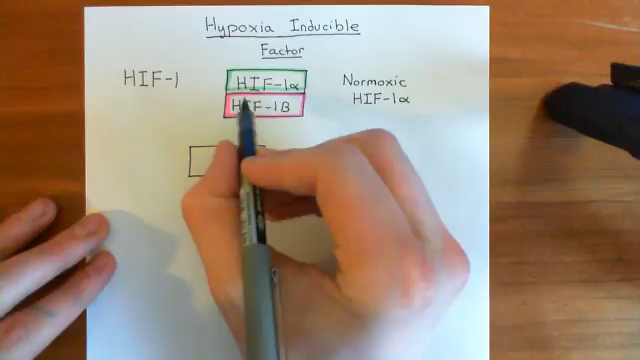 Hypoxia Inducible
Factor
HIF-1
HIF-1α
HIF-1B
Normoxic
HIF-1α